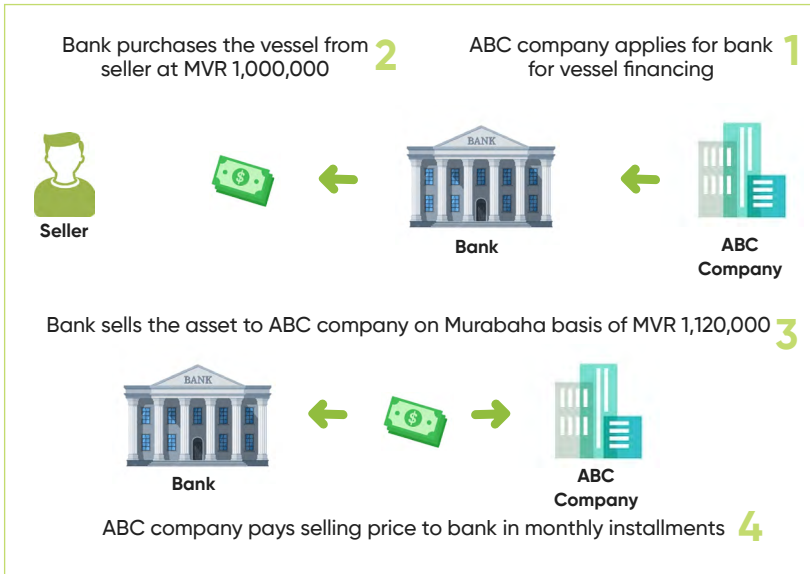 Bank purchases the vessel from
seller at MVR 1,000,000
2
ABC company applies for bank
for vessel financing
1
BANK
Seller
Bank
ABC
Company
Bank sells the asset to ABC company on Murabaha basis of MVR 1,120,000
3
BANK
Bank
ABC
Company
ABC company pays selling price to bank in monthly installments
4